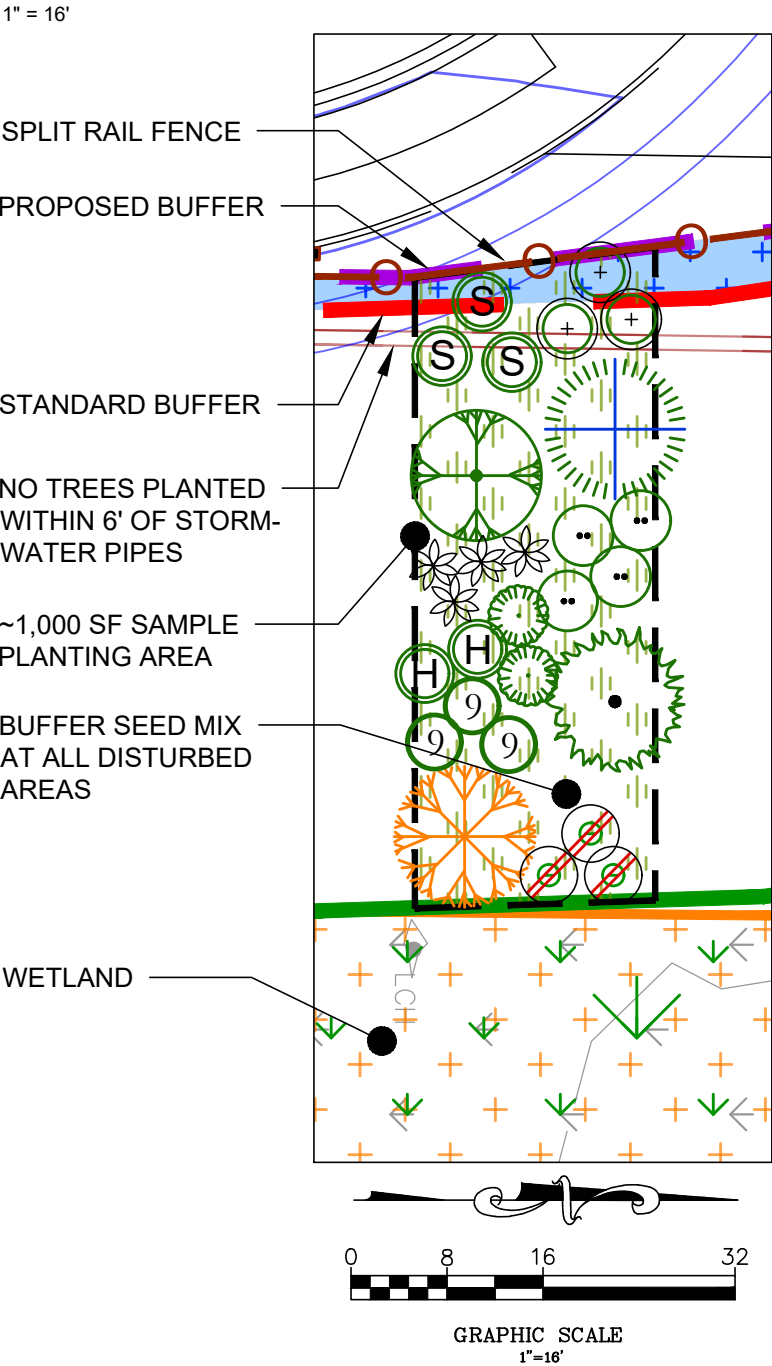 1" = 16'
SPLIT RAIL FENCE
PROPOSED BUFFER
STANDARD BUFFER
NO TREES PLANTED
WITHIN 6' OF STORM-
WATER PIPES
~1,000 SF SAMPLE
PLANTING AREA
BUFFER SEED MIX
AT ALL DISTURBED
AREAS
WETLAND
S
S S
H H
9
9 9
N
0 8 16 32
GRAPHIC SCALE
1"=16'